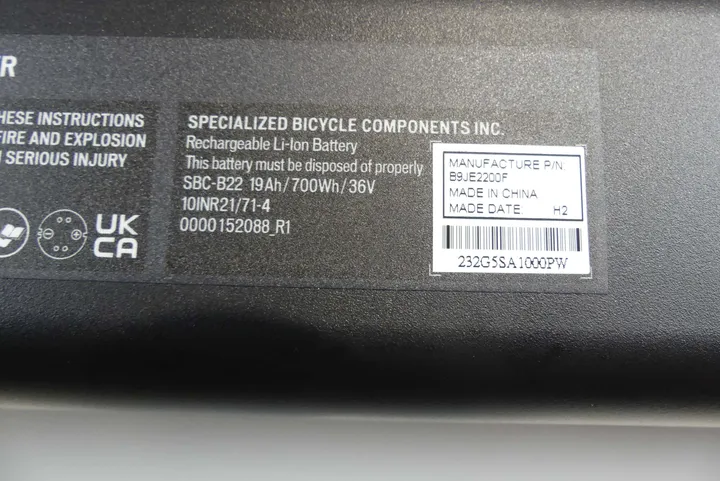 R
HESE INSTRUCTIONS
FIRE AND EXPLOSION
SERIOUS INJURY
UK
CA
SPECIALIZED BICYCLE COMPONENTS INC.
Rechargeable Li-Ion Battery
This battery must be disposed of properly
SBC-B22 19Ah/700Wh/36V
10INR21/71-4
0000152088_R1
MANUFACTURE P/N:
B9JE2200F
MADE IN CHINA
MADE DATE: H2
232G5SA1000PW